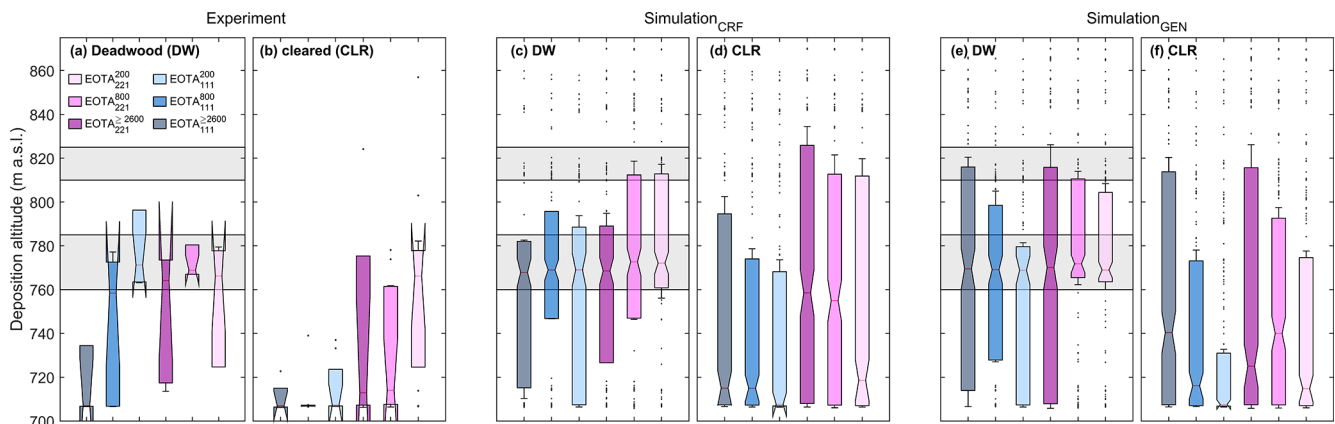 Experiment
Simulation_CRF
Simulation_GEN
(a) Deadwood (DW)
(b) cleared (CLR)
(c) DW
(d) CLR
(e) DW
(f) CLR
EOTA^200_221
EOTA^200_111
EOTA^800_221
EOTA^800_111
EOTA^≥2600_221
EOTA^≥2600_111
Deposition altitude (m a.s.l.)
860
840
820
800
780
760
740
720
700